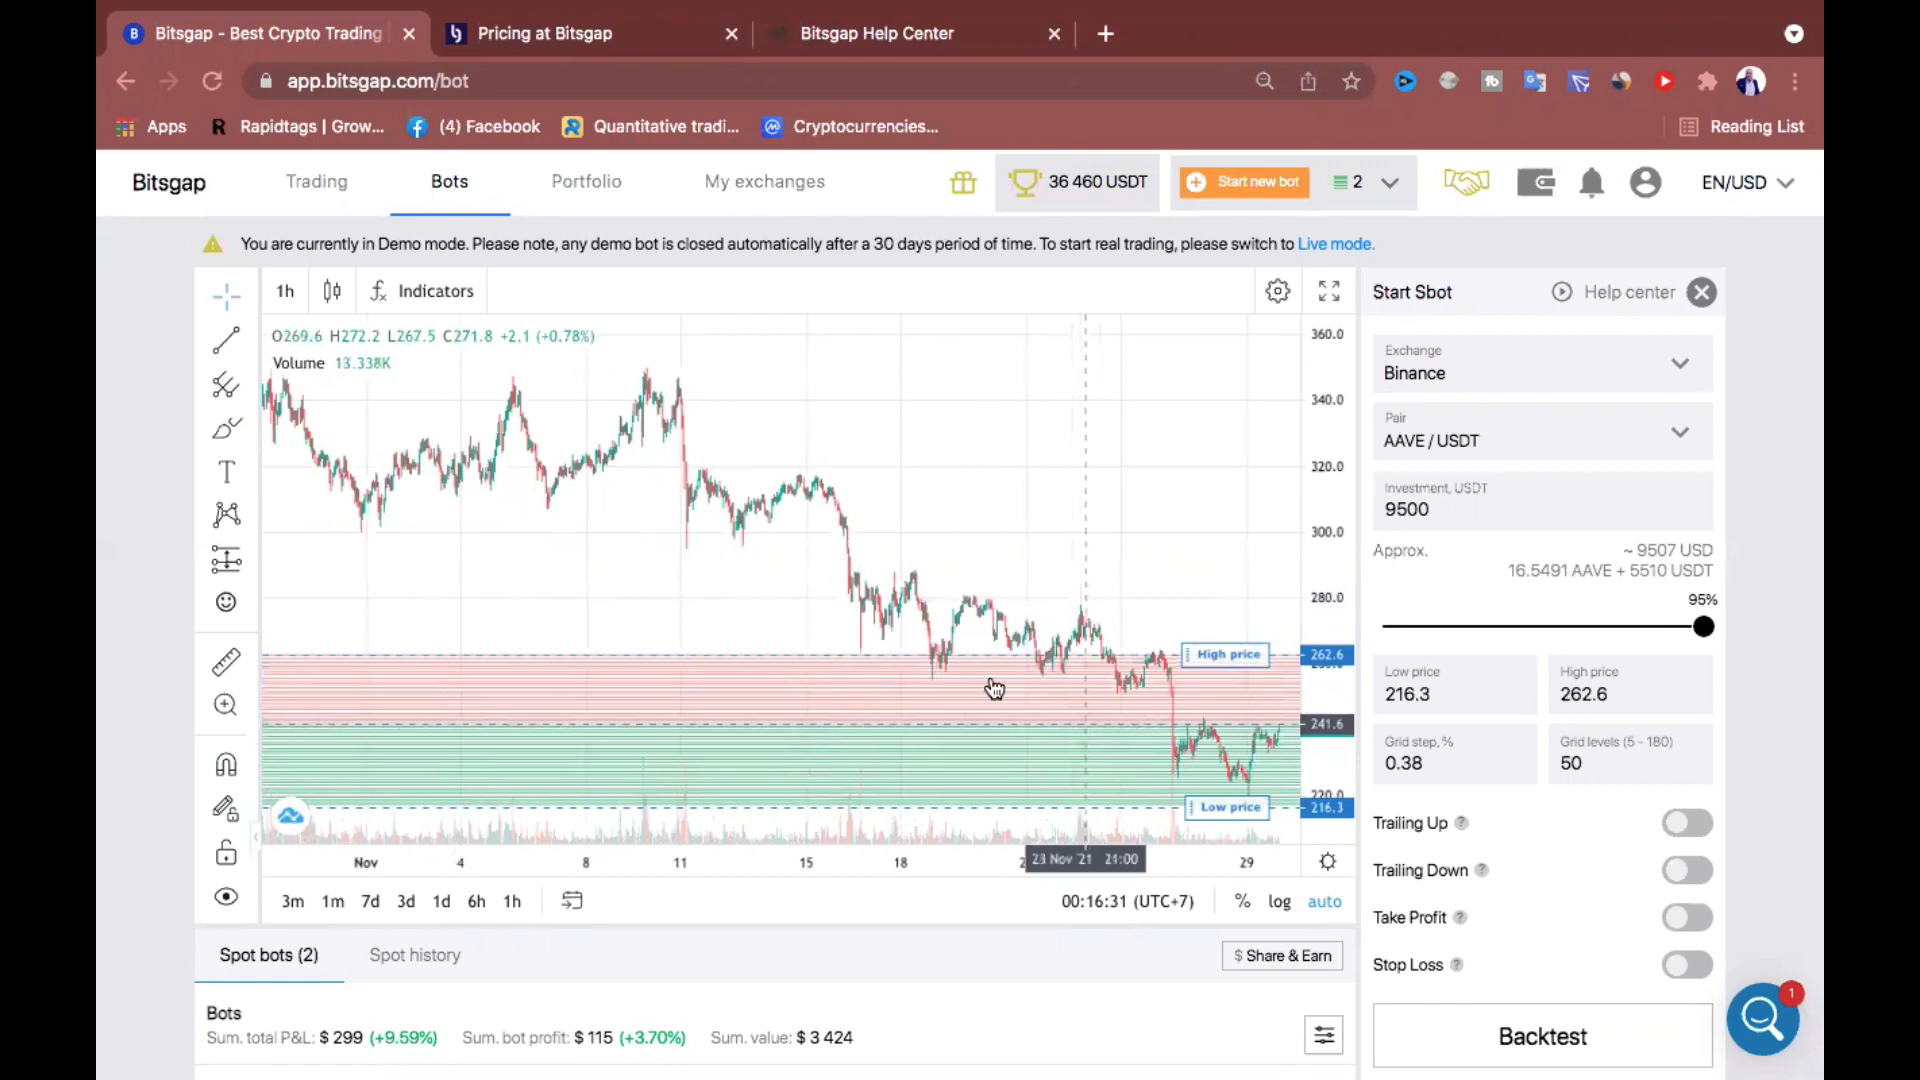 Bitsgap - Best Crypto Trading
Pricing at Bitsgap
Bitsgap Help Center
app.bitsgap.com/bot
Apps
Rapidtags | Grow...
(4) Facebook
Quantitative tradi...
Cryptocurrencies...
Reading List
Bitsgap
Trading
Bots
Portfolio
My exchanges
36 460 USDT
Start new bot
2
EN/USD
You are currently in Demo mode. Please note, any demo bot is closed automatically after a 30 days period of time. To start real trading, please switch to Live mode.
1h
Indicators
O269.6 H272.2 L267.5 C271.8 +2.1 (+0.78%)
Volume 13.338K
360.0
340.0
320.0
300.0
280.0
High price
262.6
241.6
220.0
Low price
216.3
Nov
4
8
11
15
18
23 Nov '21 21:00
29
3m
1m
7d
3d
1d
6h
1h
00:16:31 (UTC+7)
%
log
auto
Spot bots (2)
Spot history
$ Share & Earn
Bots
Sum. total P&L: $ 299 (+9.59%)
Sum. bot profit: $ 115 (+3.70%)
Sum. value: $ 3 424
Start Sbot
Help center
Exchange
Binance
Pair
AAVE / USDT
Investment, USDT
9500
Approx.
~ 9507 USD
16.5491 AAVE + 5510 USDT
95%
Low price
216.3
High price
262.6
Grid step, %
0.38
Grid levels (5 - 180)
50
Trailing Up
Trailing Down
Take Profit
Stop Loss
Backtest
1